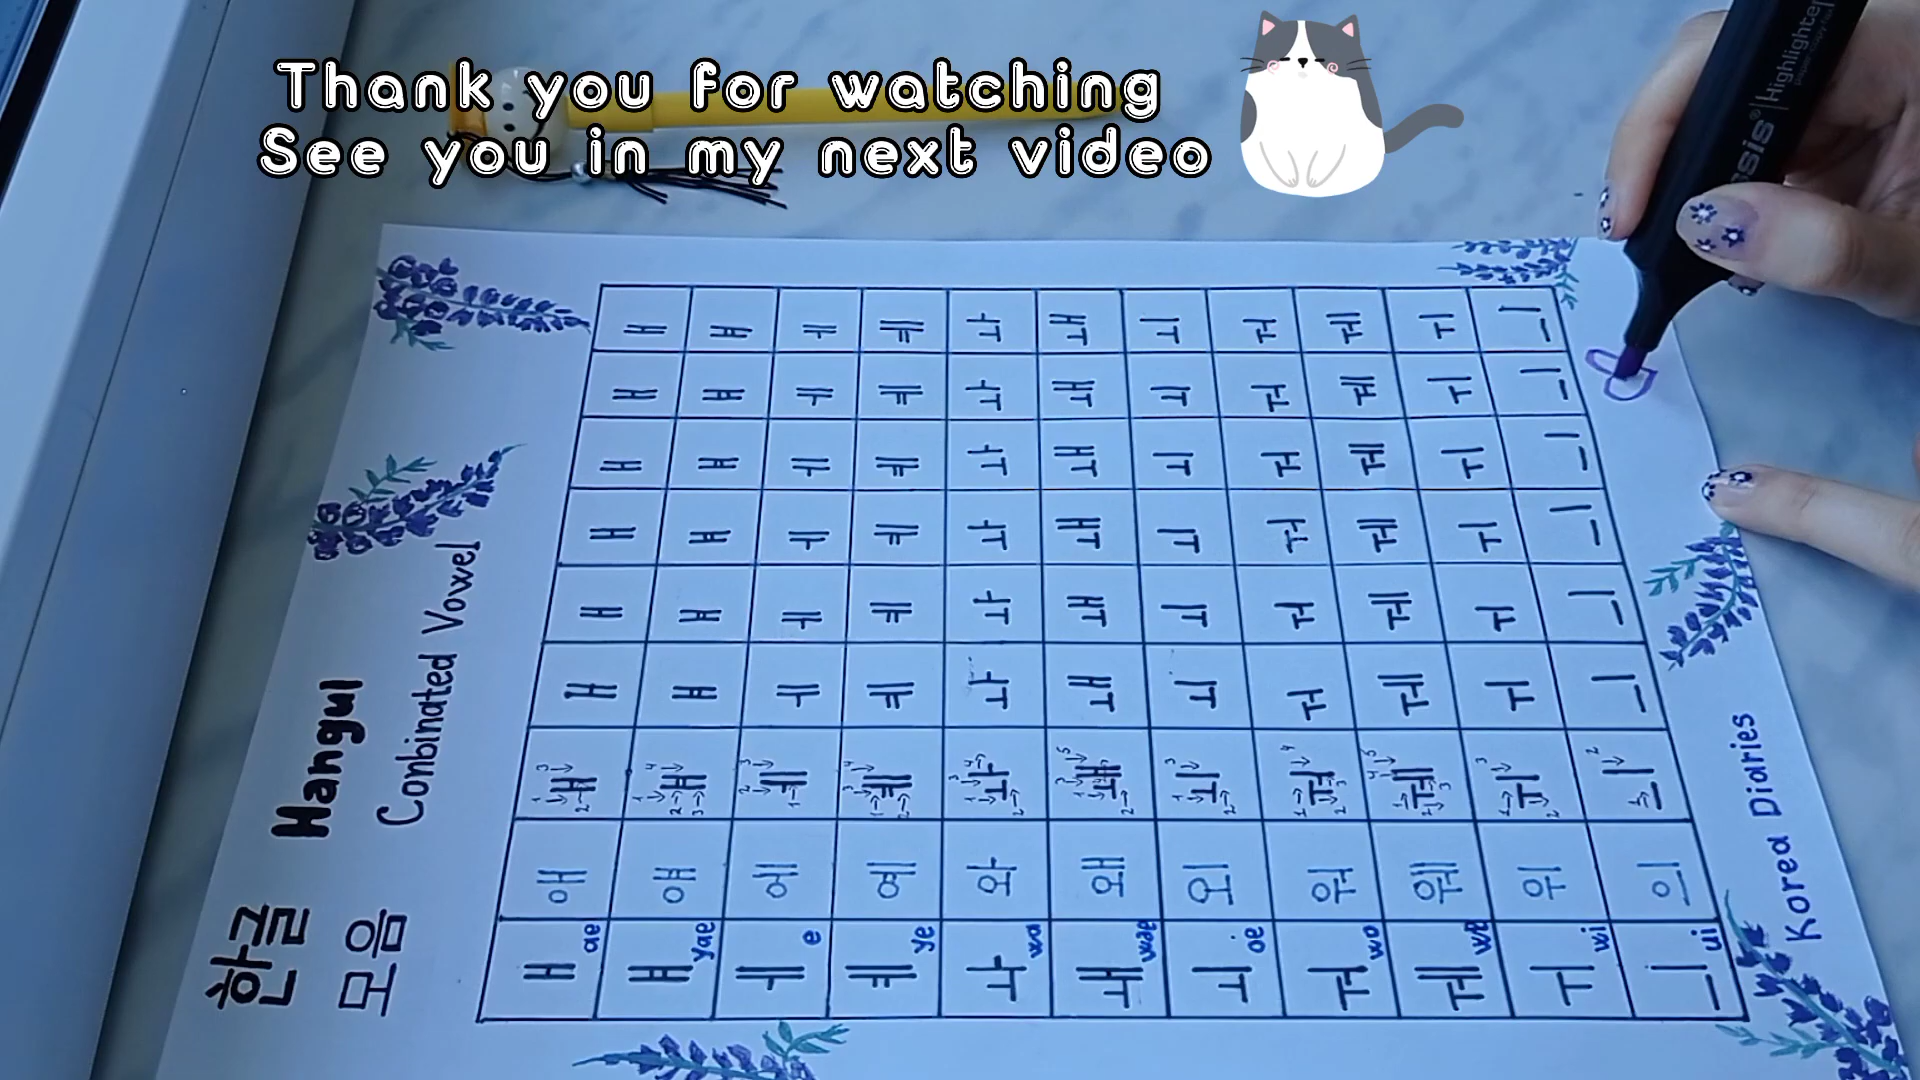 Thank you for watching
See you in my next video
한글 Hangul
모음 Conbinated Vowel
ㅐ ae 애 ㅐ ㅐ ㅐ ㅐ ㅐ ㅐ ㅐ
ㅒ yae 얘 ㅒ ㅒ ㅒ ㅒ ㅒ ㅒ ㅒ
ㅔ e 에 ㅔ ㅔ ㅔ ㅔ ㅔ ㅔ ㅔ
ㅖ ye 예 ㅖ ㅖ ㅖ ㅖ ㅖ ㅖ ㅖ
ㅘ wa 와 ㅘ ㅘ ㅘ ㅘ ㅘ ㅘ ㅘ
ㅙ wae 왜 ㅙ ㅙ ㅙ ㅙ ㅙ ㅙ ㅙ
ㅚ oe 외 ㅚ ㅚ ㅚ ㅚ ㅚ ㅚ ㅚ
ㅝ wo 워 ㅝ ㅝ ㅝ ㅝ ㅝ ㅝ ㅝ
ㅞ we 웨 ㅞ ㅞ ㅞ ㅞ ㅞ ㅞ ㅞ
ㅟ wi 위 ㅟ ㅟ ㅟ ㅟ ㅟ ㅟ ㅟ
ㅢ ui 의 ㅢ ㅢ ㅢ ㅢ ㅢ ㅢ ㅢ
Korea Diaries
Highlighter